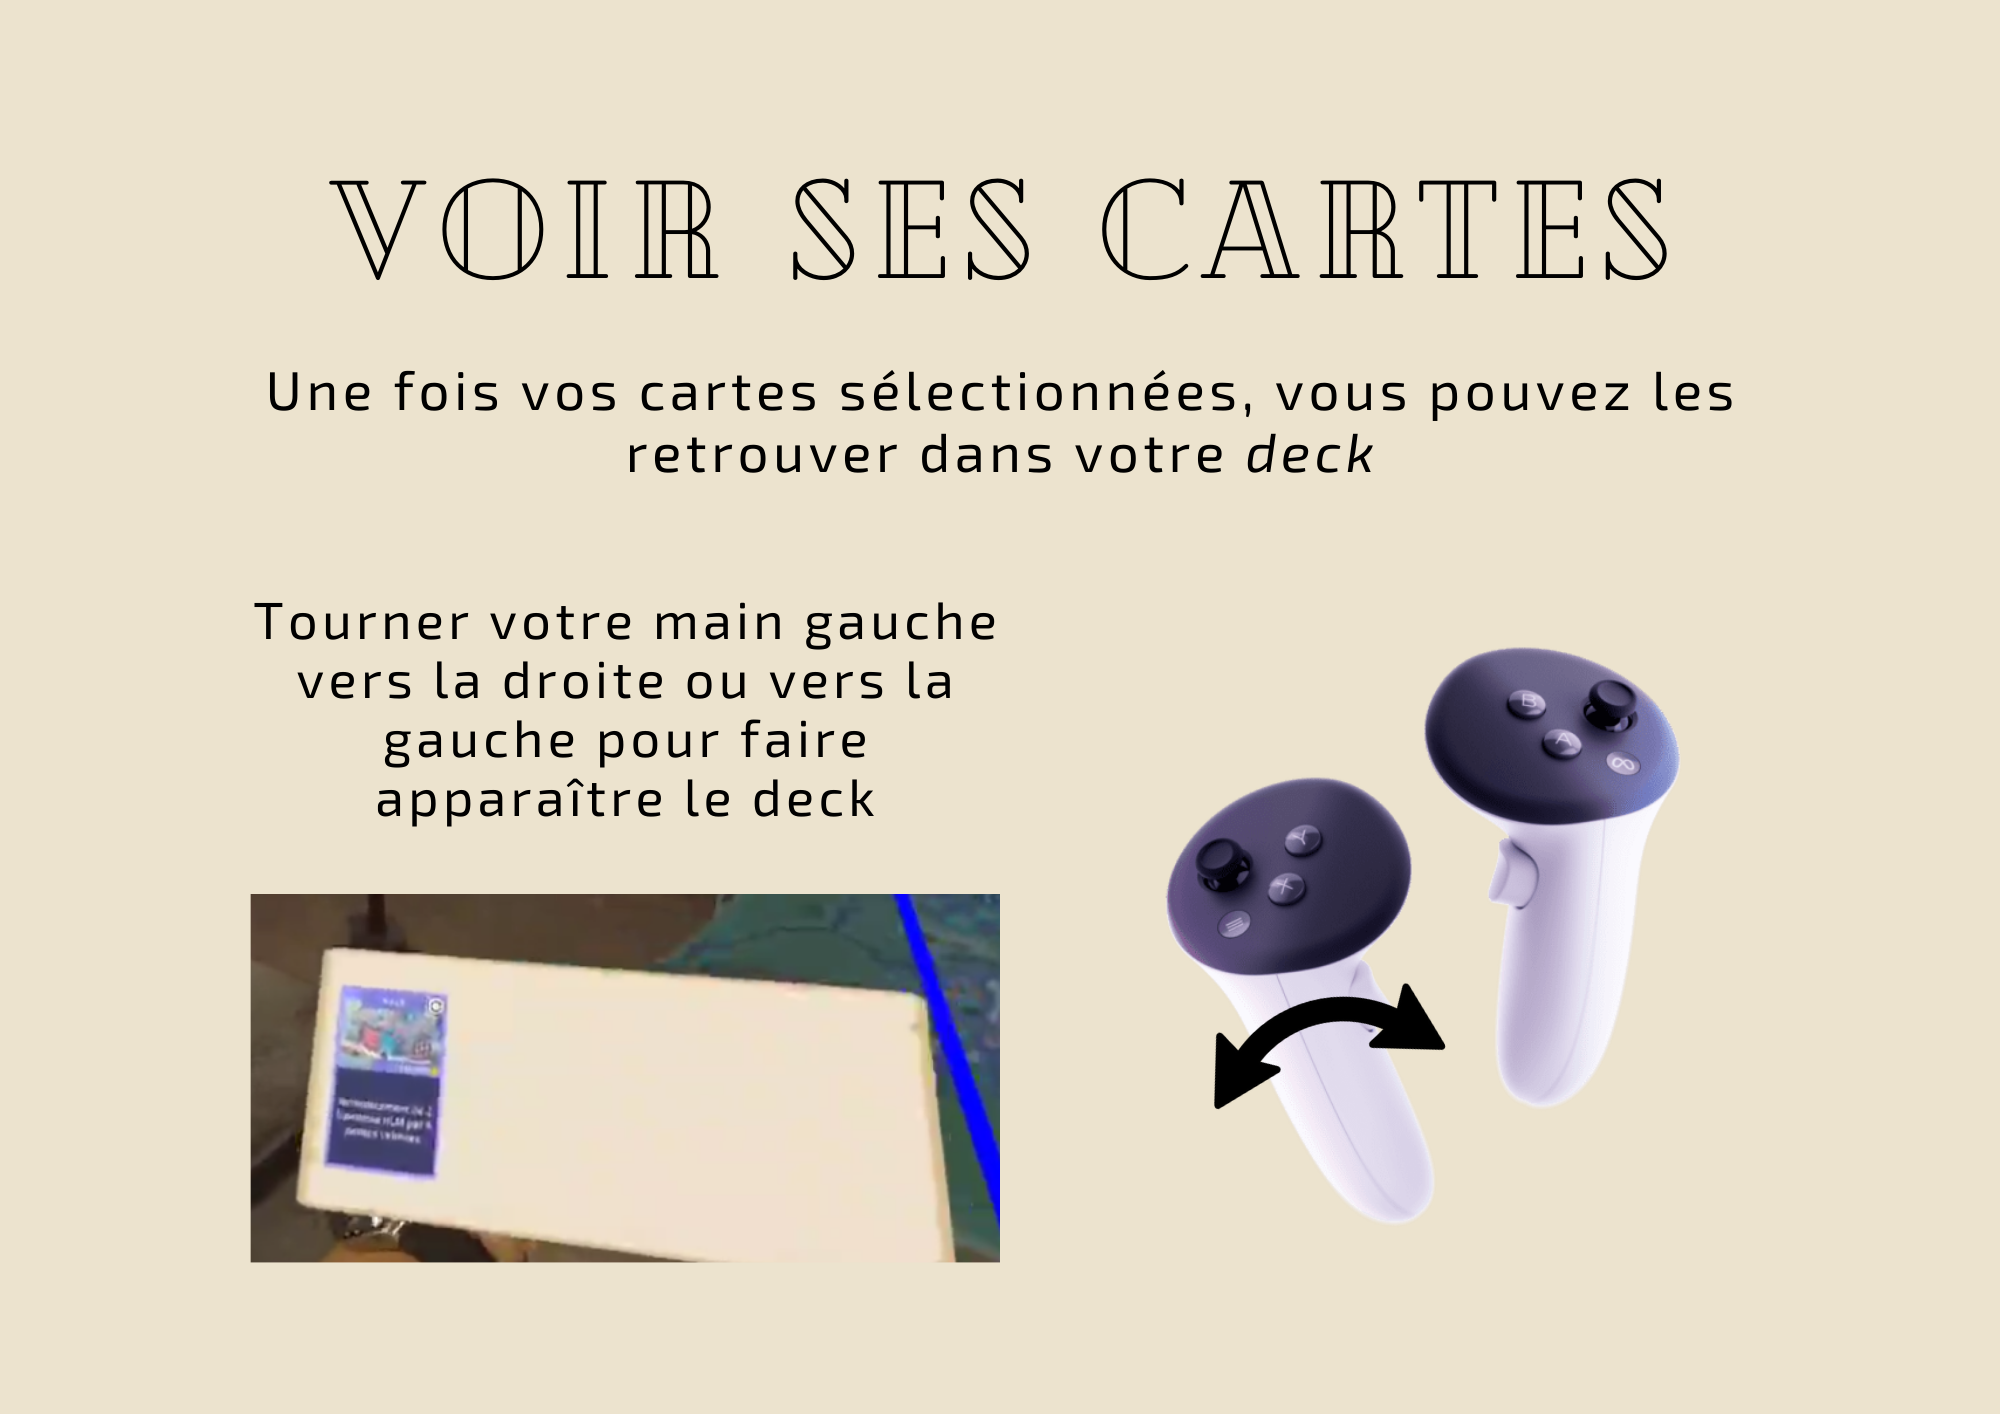 VOIR SES CARTES
Une fois vos cartes sélectionnées, vous pouvez les
retrouver dans votre deck
Tourner votre main gauche
vers la droite ou vers la
gauche pour faire
apparaître le deck
B
A
Y
X